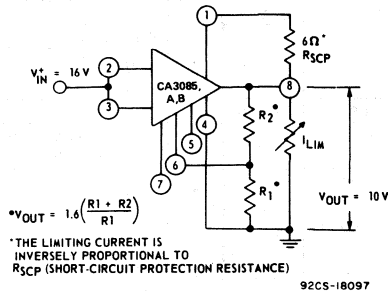 1
6Ω*
RSCP
V+IN = 16 V
2
3
CA3085,
A,B
8
R2•
4
5
ILIM
6
7
R1•
VOUT = 10 V
•VOUT = 1.6 (R1 + R2 / R1)
*THE LIMITING CURRENT IS
INVERSELY PROPORTIONAL TO
RSCP (SHORT-CIRCUIT PROTECTION RESISTANCE)
92CS-18097